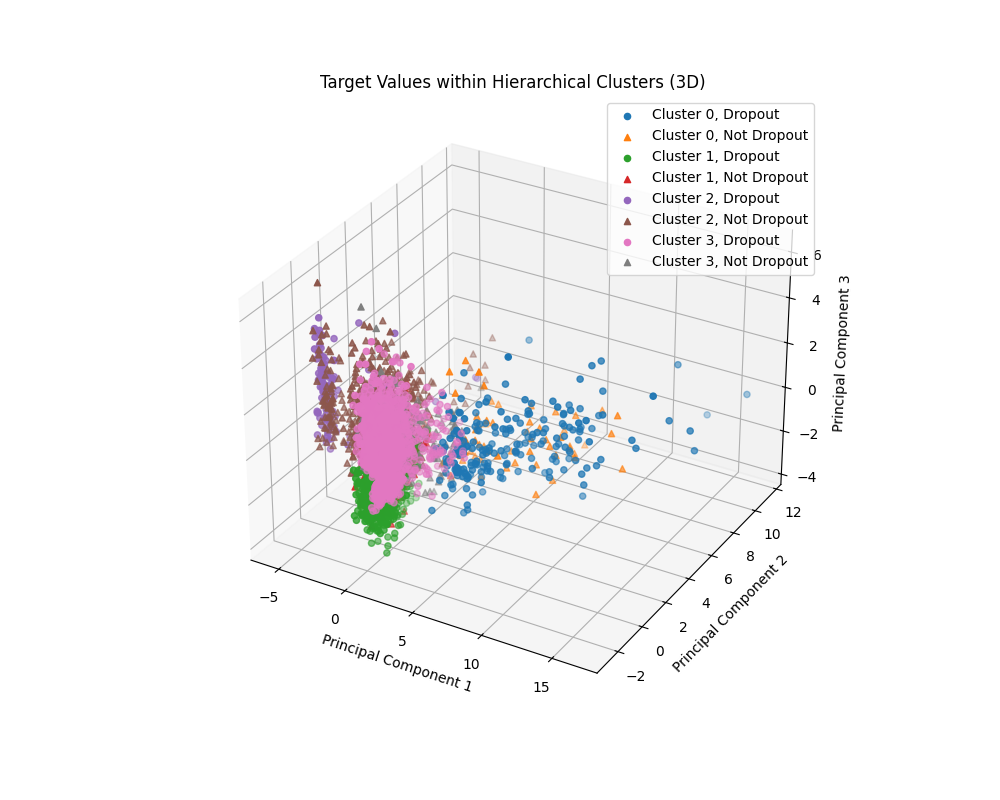 Target Values within Hierarchical Clusters (3D)
Cluster 0, Dropout
Cluster 0, Not Dropout
Cluster 1, Dropout
Cluster 1, Not Dropout
Cluster 2, Dropout
Cluster 2, Not Dropout
Cluster 3, Dropout
Cluster 3, Not Dropout
6
4
2
0
−2
−4
Principal Component 3
12
10
8
6
4
2
0
−2
Principal Component 2
−5
0
5
10
15
Principal Component 1